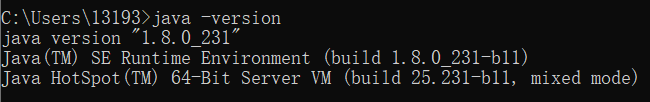 C:\Users\13193>java -version
java version "1.8.0_231"
Java(TM) SE Runtime Environment (build 1.8.0_231-b11)
Java HotSpot(TM) 64-Bit Server VM (build 25.231-b11, mixed mode)